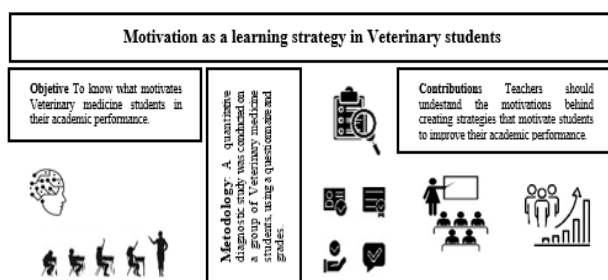 Motivation as a learning strategy in Veterinary students
Objetive To know what motivates
Veterinary medicine students in
their academic performance.
Metodology: A quantitative
diagnostic study was conducted on
a group of Veterinary medicine
students, using a questionnaire and
grades.
Contributions Teachers should
undestand the motivations behind
creating strategies that motivate students
to improve their academic performance.